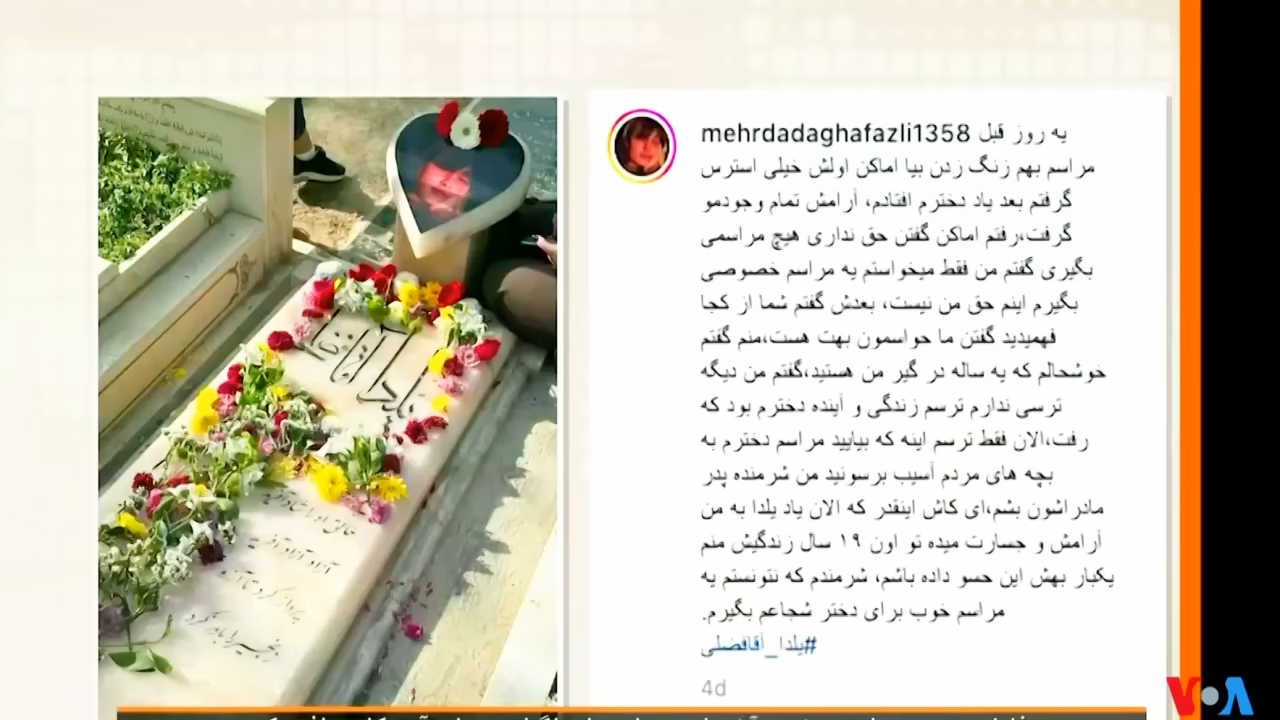 mehrdadaghafazli1358 یه روز قبل
مراسم بهم زنگ زدن بیا اماکن اولش خیلی استرس
گرفتم بعد یاد دخترم افتادم، آرامش تمام وجودمو
گرفت،رفتم اماکن گفتن حق نداری هیچ مراسمی
بگیری گفتم من فقط میخواستم یه مراسم خصوصی
بگیرم اینم حق من نیست، بعدش گفتم شما از کجا
فهمیدید گفتن ما حواسمون بهت هست،منم گفتم
خوشحالم که یه ساله در گیر من هستید،گفتم من دیگه
ترسی ندارم ترسم زندگی و آینده دخترم بود که
رفت،الان فقط ترسم اینه که بیایید مراسم دخترم به
بچه های مردم آسیب برسونید من شرمنده پدر
مادراشون بشم،ای کاش اینقدر که الان یاد یلدا به من
آرامش و جسارت میده تو اون ۱۹ سال زندگیش منم
یکبار بهش این حسو داده باشم، شرمندم که نتونستم یه
مراسم خوب برای دختر شجاعم بگیرم.
#یلدا_آقافضلی
4d
یلدا آقافضلی
VOA